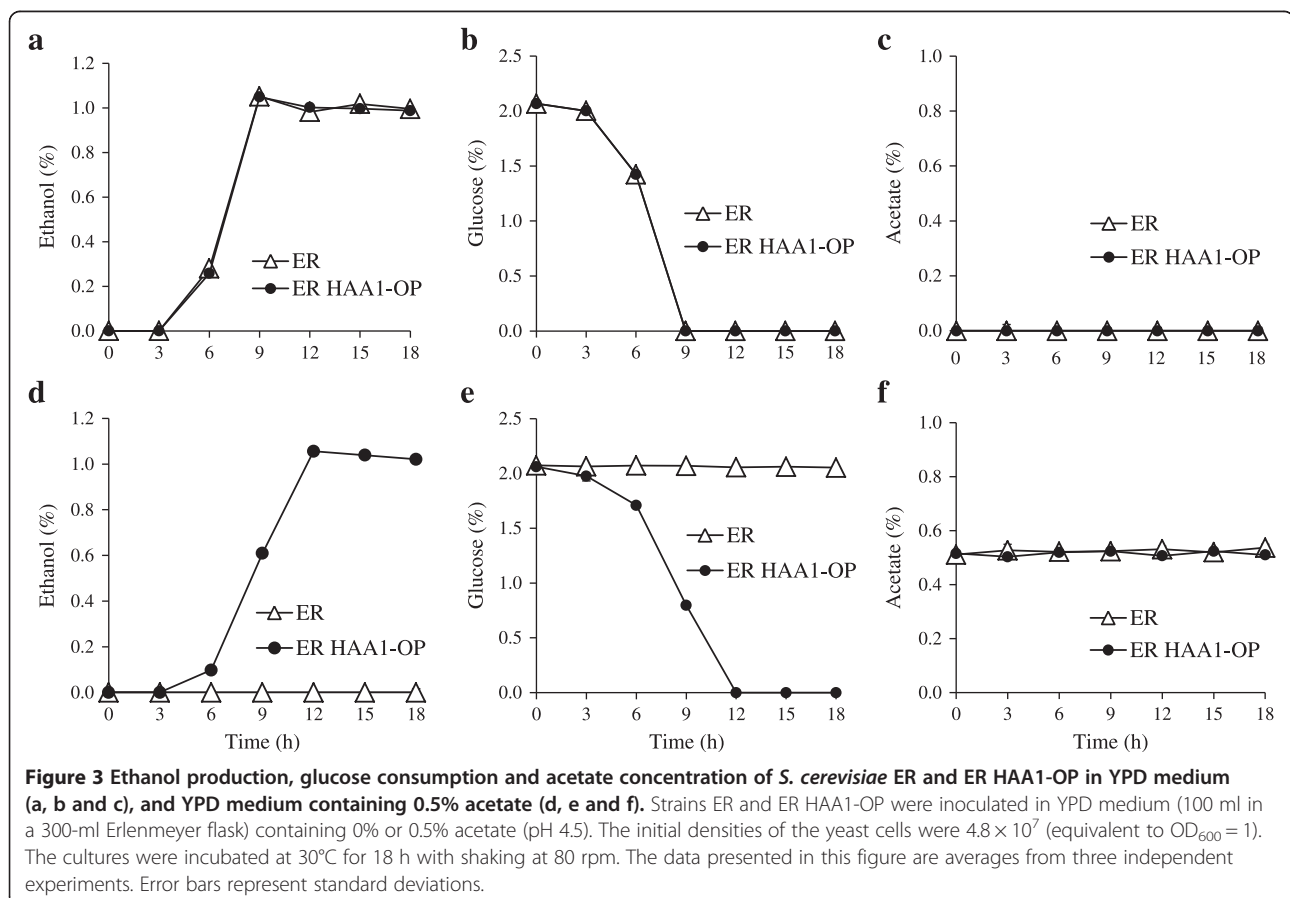 a
b
c
1.2
1.0
0.8
0.6
0.4
0.2
0.0
Ethanol (%)
ER
ER HAA1-OP
0 3 6 9 12 15 18
2.5
2.0
1.5
1.0
0.5
0.0
Glucose (%)
ER
ER HAA1-OP
0 3 6 9 12 15 18
1.0
0.8
0.6
0.4
0.2
0.0
Acetate (%)
ER
ER HAA1-OP
0 3 6 9 12 15 18
d
e
f
1.2
1.0
0.8
0.6
0.4
0.2
0.0
Ethanol (%)
ER
ER HAA1-OP
0 3 6 9 12 15 18
Time (h)
2.5
2.0
1.5
1.0
0.5
0.0
Glucose (%)
ER
ER HAA1-OP
0 3 6 9 12 15 18
Time (h)
1.0
0.8
0.6
0.4
0.2
0.0
Acetate (%)
ER
ER HAA1-OP
0 3 6 9 12 15 18
Time (h)
Figure 3 Ethanol production, glucose consumption and acetate concentration of S. cerevisiae ER and ER HAA1-OP in YPD medium
(a, b and c), and YPD medium containing 0.5% acetate (d, e and f). Strains ER and ER HAA1-OP were inoculated in YPD medium (100 ml in
a 300-ml Erlenmeyer flask) containing 0% or 0.5% acetate (pH 4.5). The initial densities of the yeast cells were 4.8 × 10⁷ (equivalent to OD₆₀₀ = 1).
The cultures were incubated at 30°C for 18 h with shaking at 80 rpm. The data presented in this figure are averages from three independent
experiments. Error bars represent standard deviations.